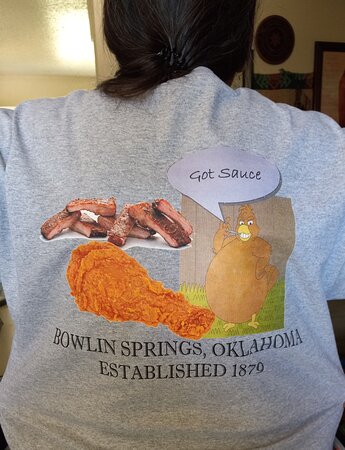 Got Sauce
BOWLIN SPRINGS, OKLAHOMA
ESTABLISHED 1870